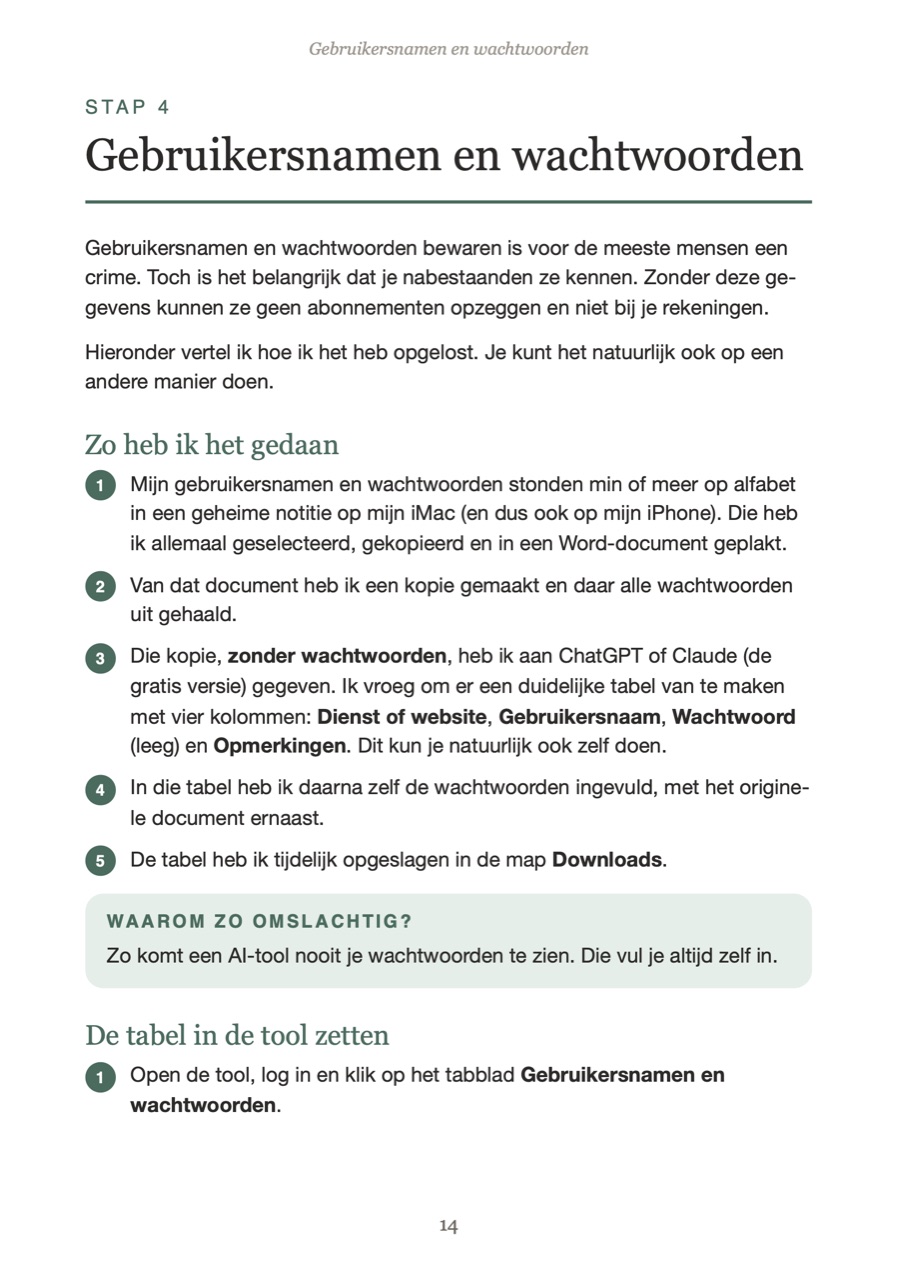 Gebruikersnamen en wachtwoorden
STAP 4
Gebruikersnamen en wachtwoorden
Gebruikersnamen en wachtwoorden bewaren is voor de meeste mensen een
crime. Toch is het belangrijk dat je nabestaanden ze kennen. Zonder deze ge-
gevens kunnen ze geen abonnementen opzeggen en niet bij je rekeningen.
Hieronder vertel ik hoe ik het heb opgelost. Je kunt het natuurlijk ook op een
andere manier doen.
Zo heb ik het gedaan
1 Mijn gebruikersnamen en wachtwoorden stonden min of meer op alfabet
in een geheime notitie op mijn iMac (en dus ook op mijn iPhone). Die heb
ik allemaal geselecteerd, gekopieerd en in een Word-document geplakt.
2 Van dat document heb ik een kopie gemaakt en daar alle wachtwoorden
uit gehaald.
3 Die kopie, zonder wachtwoorden, heb ik aan ChatGPT of Claude (de
gratis versie) gegeven. Ik vroeg om er een duidelijke tabel van te maken
met vier kolommen: Dienst of website, Gebruikersnaam, Wachtwoord
(leeg) en Opmerkingen. Dit kun je natuurlijk ook zelf doen.
4 In die tabel heb ik daarna zelf de wachtwoorden ingevuld, met het origine-
le document ernaast.
5 De tabel heb ik tijdelijk opgeslagen in de map Downloads.
WAAROM ZO OMSLACHTIG?
Zo komt een AI-tool nooit je wachtwoorden te zien. Die vul je altijd zelf in.
De tabel in de tool zetten
1 Open de tool, log in en klik op het tabblad Gebruikersnamen en
wachtwoorden.
14